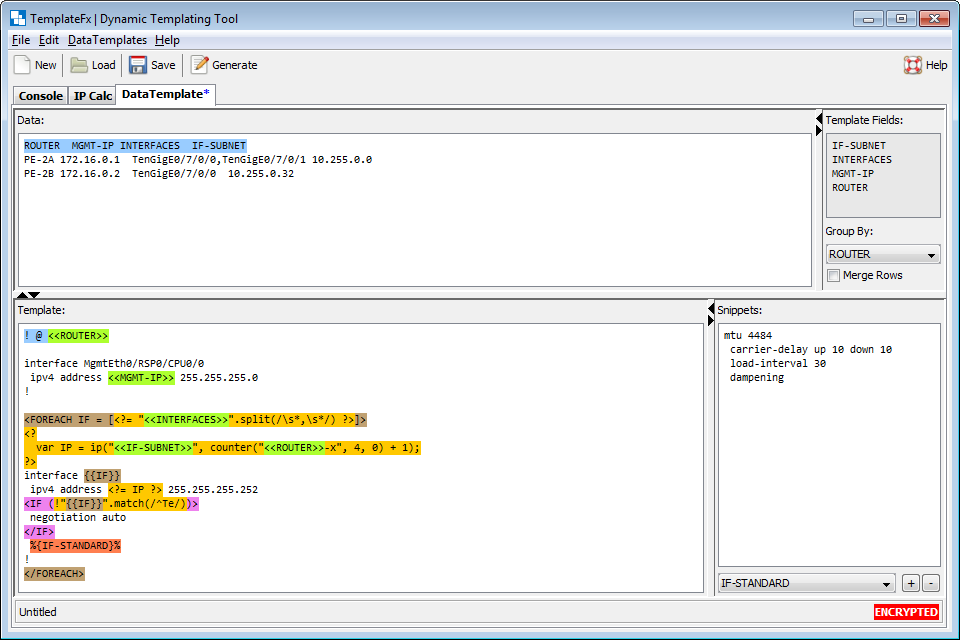 TemplateFx | Dynamic Templating Tool
File Edit DataTemplates Help
New Load Save Generate Help
Console IP Calc DataTemplate*
Data:
ROUTER  MGMT-IP INTERFACES  IF-SUBNET
PE-2A 172.16.0.1  TenGigE0/7/0/0,TenGigE0/7/0/1 10.255.0.0
PE-2B 172.16.0.2  TenGigE0/7/0/0  10.255.0.32
Template Fields:
IF-SUBNET
INTERFACES
MGMT-IP
ROUTER
Group By:
ROUTER
Merge Rows
Template:
! @ <<ROUTER>>
interface MgmtEth0/RSP0/CPU0/0
 ipv4 address <<MGMT-IP>> 255.255.255.0
!
<FOREACH IF = [<?= "<<INTERFACES>>".split(/\s*,\s*/) ?>]>
<?
  var IP = ip("<<IF-SUBNET>>", counter("<<ROUTER>>-x", 4, 0) + 1);
?>
interface {{IF}}
 ipv4 address <?= IP ?> 255.255.255.252
<IF (!"{{IF}}".match(/^Te/))>
 negotiation auto
</IF>
 %{IF-STANDARD}%
!
</FOREACH>
Snippets:
mtu 4484
 carrier-delay up 10 down 10
 load-interval 30
 dampening
IF-STANDARD
+ -
Untitled
ENCRYPTED